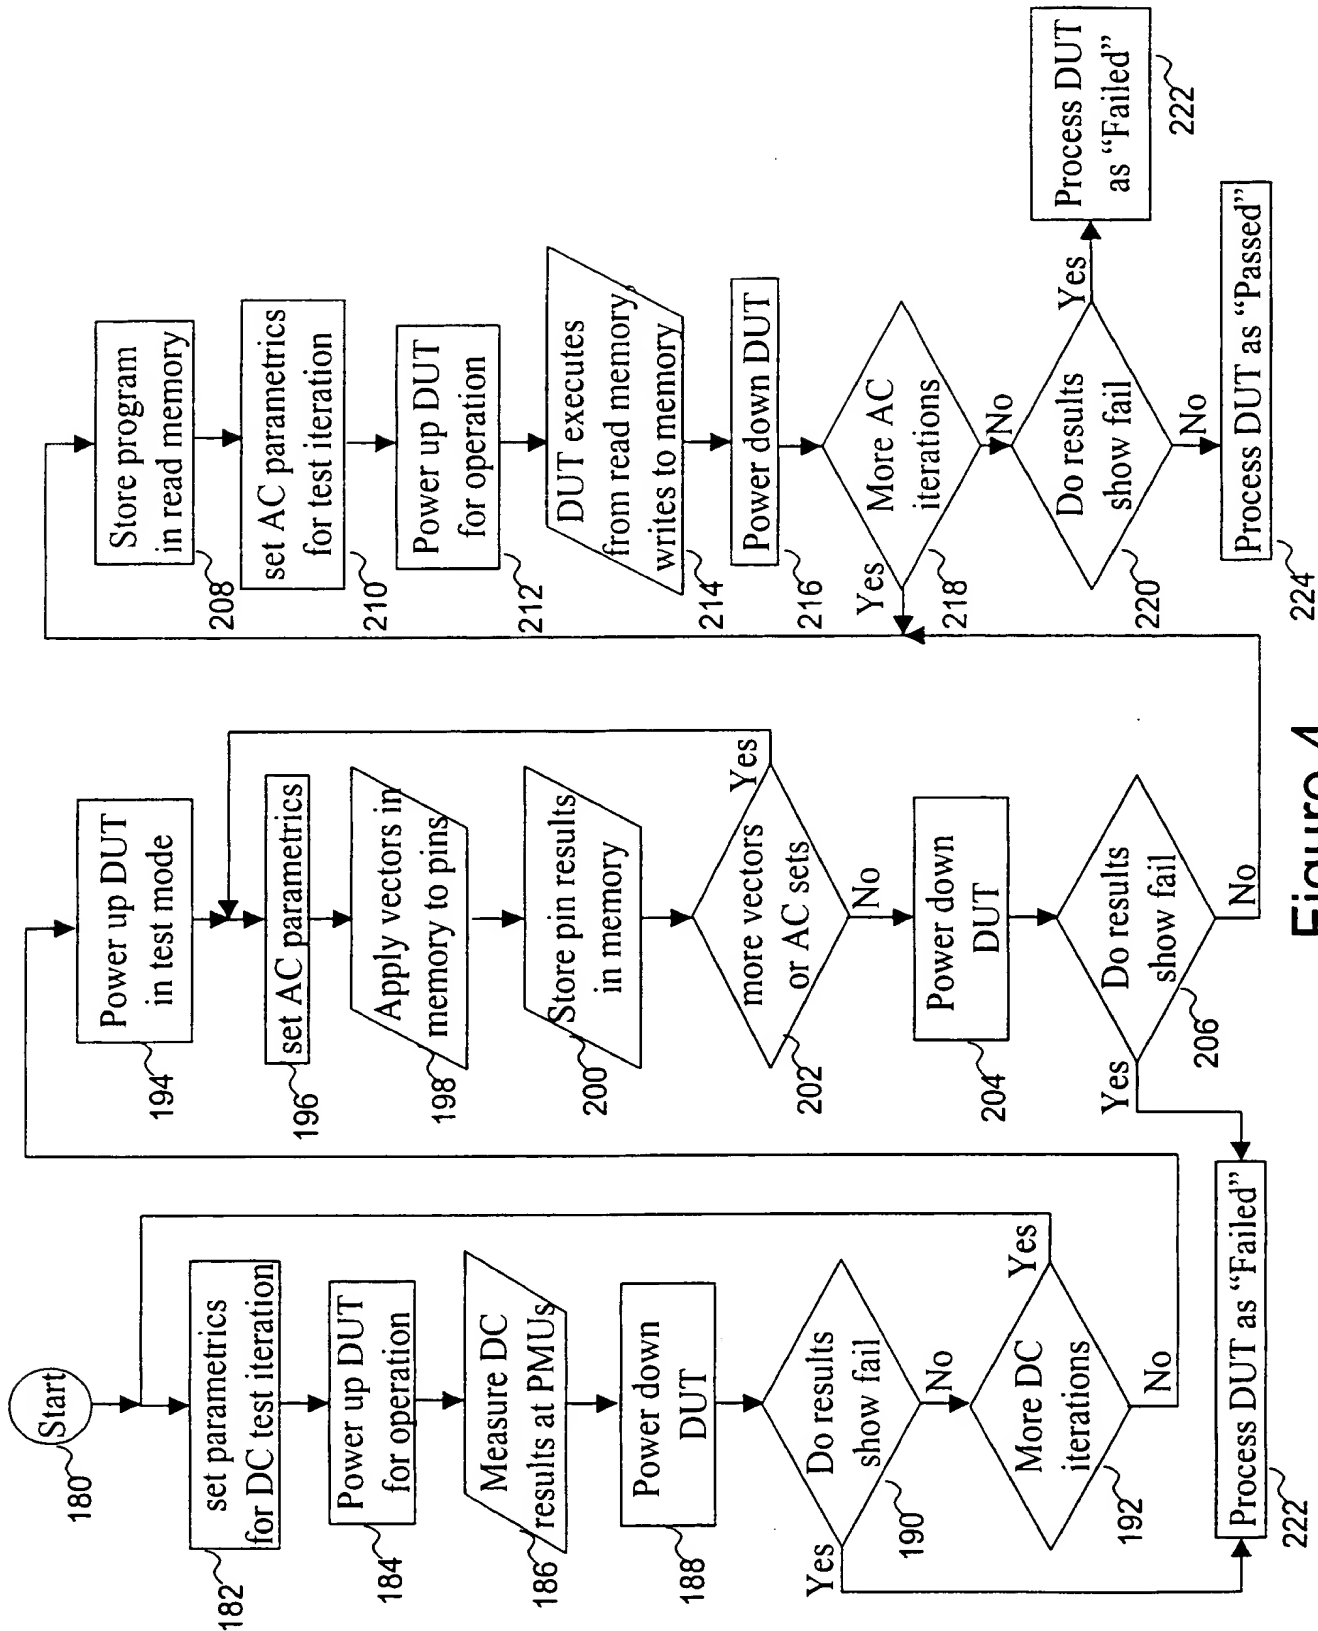 Start
180
set parametrics
for DC test iteration
182
Power up DUT
for operation
184
Measure DC
results at PMUs
186
Power down
DUT
188
Do results
show fail
190
Yes
No
More DC
iterations
192
Yes
No
Process DUT as “Failed”
222
Power up DUT
in test mode
194
set AC parametrics
196
Apply vectors in
memory to pins
198
Store pin results
in memory
200
more vectors
or AC sets
202
Yes
No
Power down
DUT
204
Do results
show fail
206
Yes
No
Store program
in read memory
208
set AC parametrics
for test iteration
210
Power up DUT
for operation
212
DUT executes
from read memory,
writes to memory
214
Power down DUT
216
More AC
iterations
218
Yes
No
Do results
show fail
220
Yes
No
Process DUT
as “Failed”
222
Process DUT as “Passed”
224
Figure 4